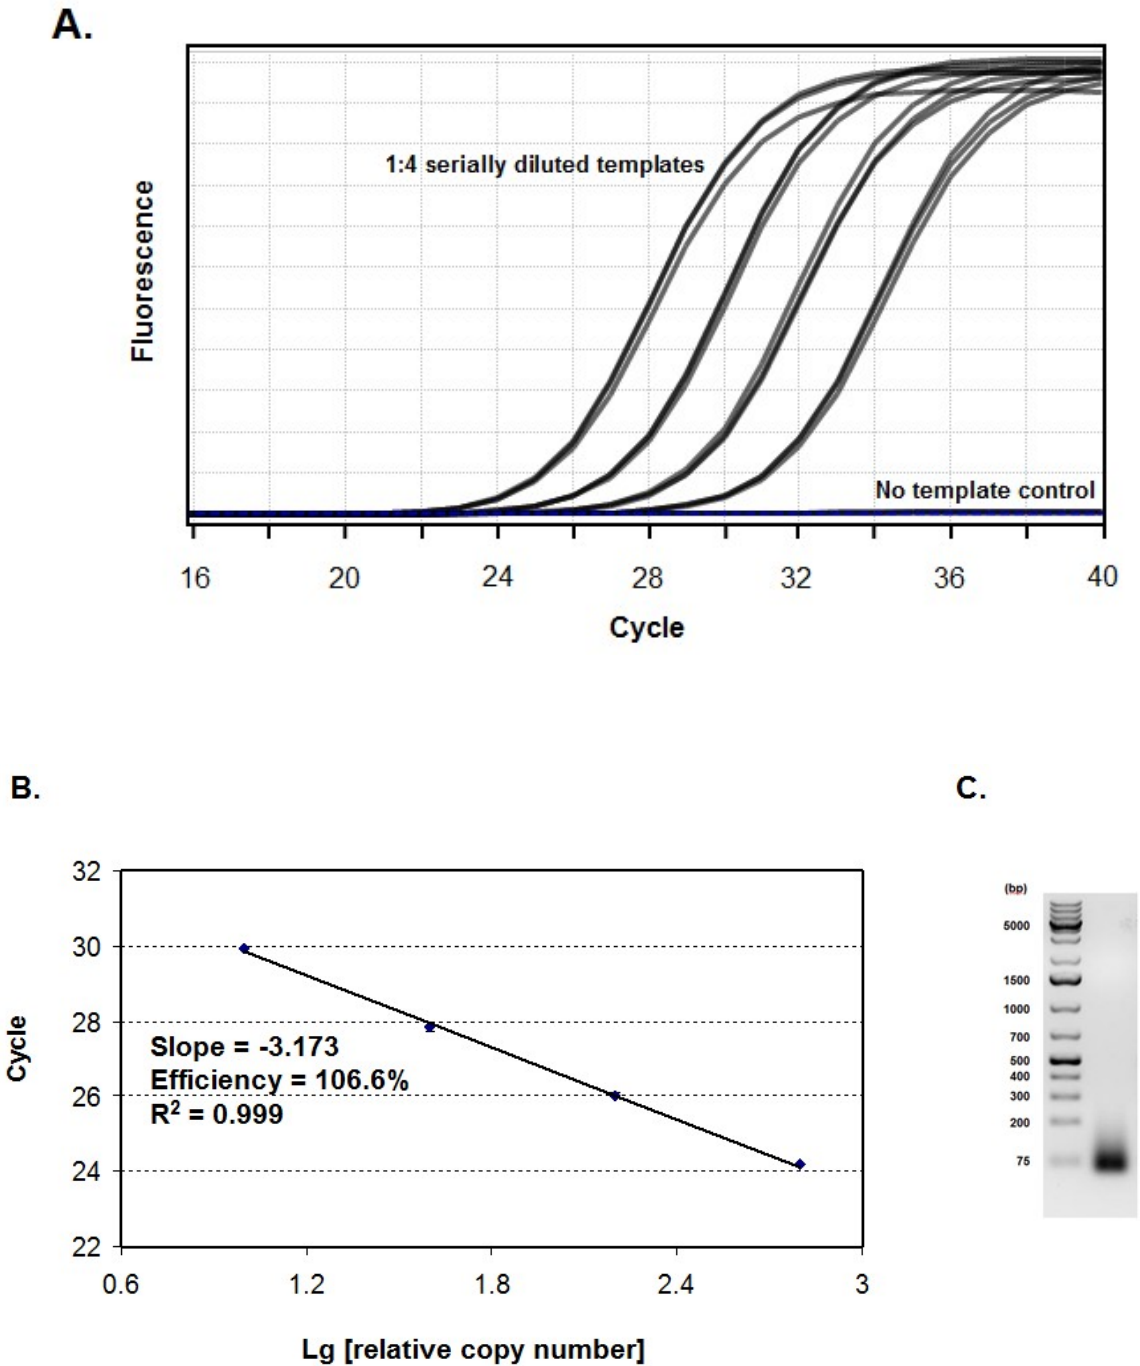 A.
1:4 serially diluted templates
Fluorescence
No template control
16 20 24 28 32 36 40
Cycle
B.
32
30
28
26
24
22
Cycle
Slope = -3.173
Efficiency = 106.6%
R² = 0.999
0.6 1.2 1.8 2.4 3
Lg [relative copy number]
C.
(bp)
5000
1500
1000
700
500
400
300
200
75